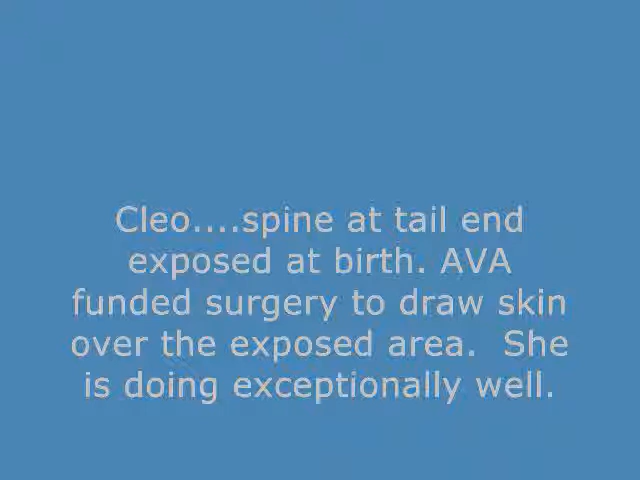 Cleo....spine at tail end
exposed at birth. AVA
funded surgery to draw skin
over the exposed area.  She
is doing exceptionally well.